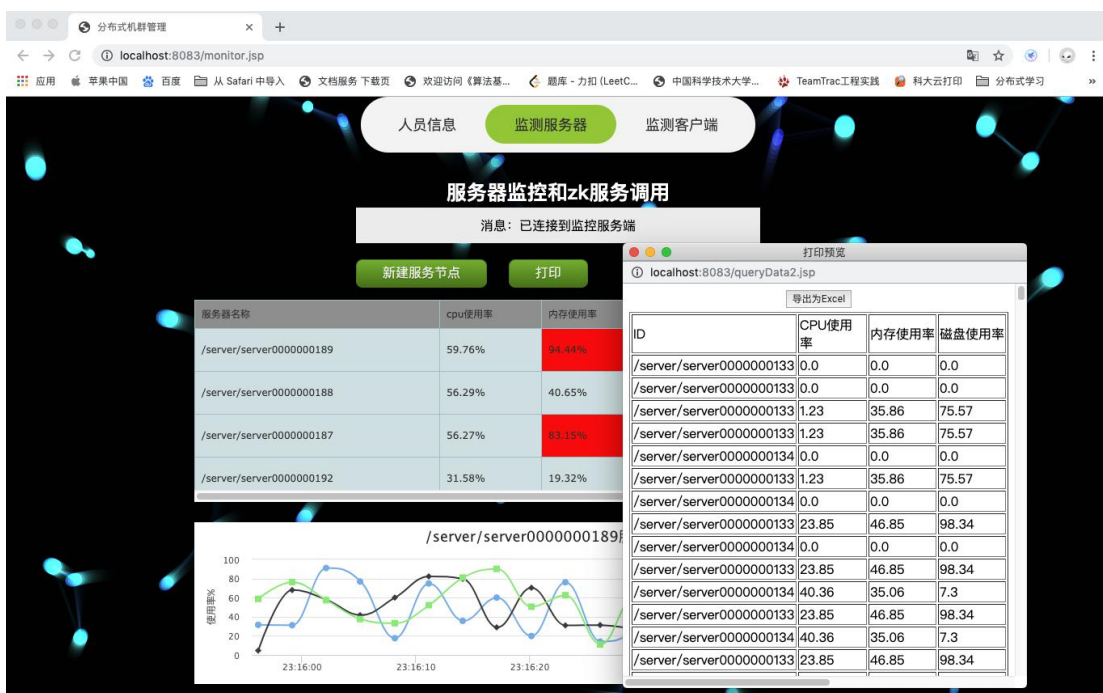 分布式机群管理
localhost:8083/monitor.jsp
应用 苹果中国 百度 从 Safari 中导入 文档服务 下载页 欢迎访问《算法基... 题库 - 力扣 (LeetC... 中国科学技术大学... TeamTrac工程实践 科大云打印 分布式学习 »
人员信息 监测服务器 监测客户端
服务器监控和zk服务调用
消息：已连接到监控服务端
新建服务节点 打印
服务器名称 cpu使用率 内存使用率
/server/server0000000189 59.76% 94.44%
/server/server0000000188 56.29% 40.65%
/server/server0000000187 56.27% 83.15%
/server/server0000000192 31.58% 19.32%
/server/server0000000189
使用率%
100
80
60
40
20
0
23:16:00 23:16:10 23:16:20
打印预览
localhost:8083/queryData2.jsp
导出为Excel
ID CPU使用率 内存使用率 磁盘使用率
/server/server0000000133 0.0 0.0 0.0
/server/server0000000133 0.0 0.0 0.0
/server/server0000000133 1.23 35.86 75.57
/server/server0000000133 1.23 35.86 75.57
/server/server0000000134 0.0 0.0 0.0
/server/server0000000133 1.23 35.86 75.57
/server/server0000000134 0.0 0.0 0.0
/server/server0000000133 23.85 46.85 98.34
/server/server0000000134 0.0 0.0 0.0
/server/server0000000133 23.85 46.85 98.34
/server/server0000000134 40.36 35.06 7.3
/server/server0000000133 23.85 46.85 98.34
/server/server0000000134 40.36 35.06 7.3
/server/server0000000133 23.85 46.85 98.34